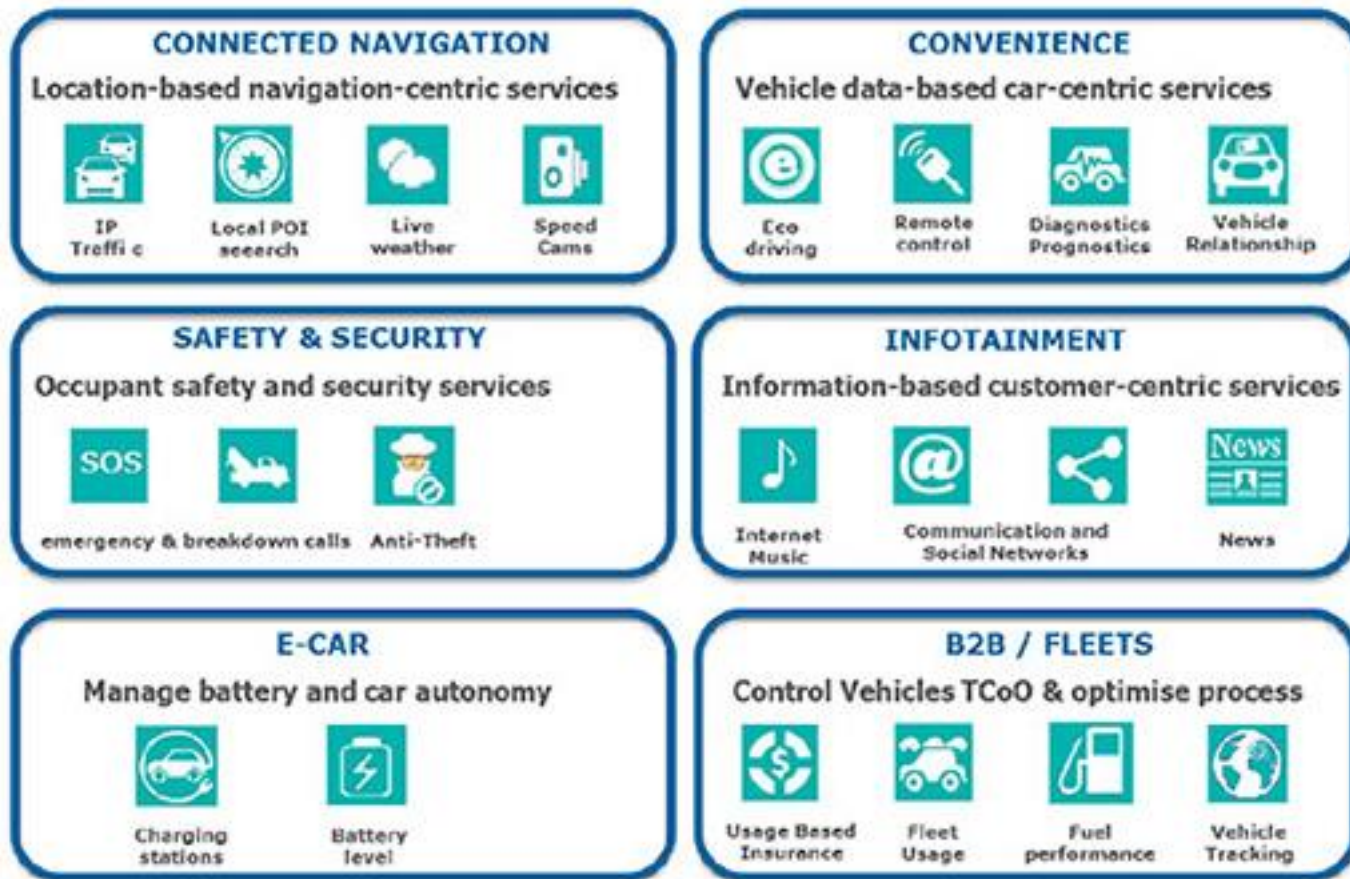 CONNECTED NAVIGATION
Location-based navigation-centric services
IP
Treffi c
Local POI
seearch
Live
weather
Speed
Cams
CONVENIENCE
Vehicle data-based car-centric services
Eco
driving
Remote
control
Diagnostics
Prognostics
Vehicle
Relationship
SAFETY & SECURITY
Occupant safety and security services
SOS
emergency & breakdown calls
Anti-Theft
INFOTAINMENT
Information-based customer-centric services
@
News
Internet
Music
Communication and
Social Networks
News
E-CAR
Manage battery and car autonomy
Charging
stations
Battery
level
B2B / FLEETS
Control Vehicles TCoO & optimise process
$
Usage Based
Insurance
Fleet
Usage
Fuel
performance
Vehicle
Tracking